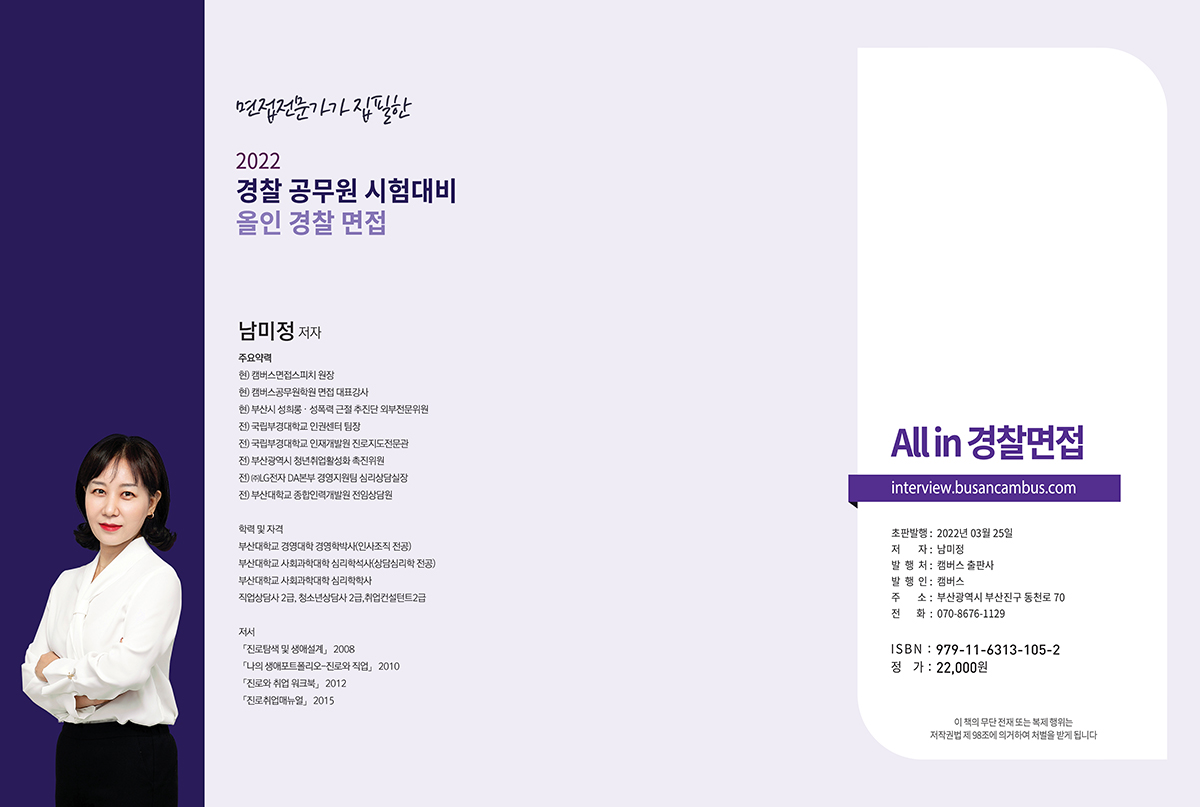 면접전문가가 집필한
2022
경찰 공무원 시험대비
올인 경찰 면접
남미정 저자
주요약력
현) 캠버스면접스피치 원장
현) 캠버스공무원학원 면접 대표강사
현) 부산시 성희롱 · 성폭력 근절 추진단 외부전문위원
전) 국립부경대학교 인권센터 팀장
전) 국립부경대학교 인재개발원 진로지도전문관
전) 부산광역시 청년취업활성화 촉진위원
전) ㈜LG전자 DA본부 경영지원팀 심리상담실장
전) 부산대학교 종합인력개발원 전임상담원
학력 및 자격
부산대학교 경영대학 경영학박사(인사조직 전공)
부산대학교 사회과학대학 심리학석사(상담심리학 전공)
부산대학교 사회과학대학 심리학학사
직업상담사 2급, 청소년상담사 2급,취업컨설턴트2급
저서
「진로탐색 및 생애설계」 2008
「나의 생애포트폴리오-진로와 직업」 2010
「진로와 취업 워크북」 2012
「진로취업매뉴얼」 2015
All in 경찰면접
interview.busancambus.com
초판발행 : 2022년 03월 25일
저 자 : 남미정
발 행 처 : 캠버스 출판사
발 행 인 : 캠버스
주 소 : 부산광역시 부산진구 동천로 70
전 화 : 070-8676-1129
ISBN : 979-11-6313-105-2
정 가 : 22,000원
이 책의 무단 전재 또는 복제 행위는
저작권법 제 98조에 의거하여 처벌을 받게 됩니다